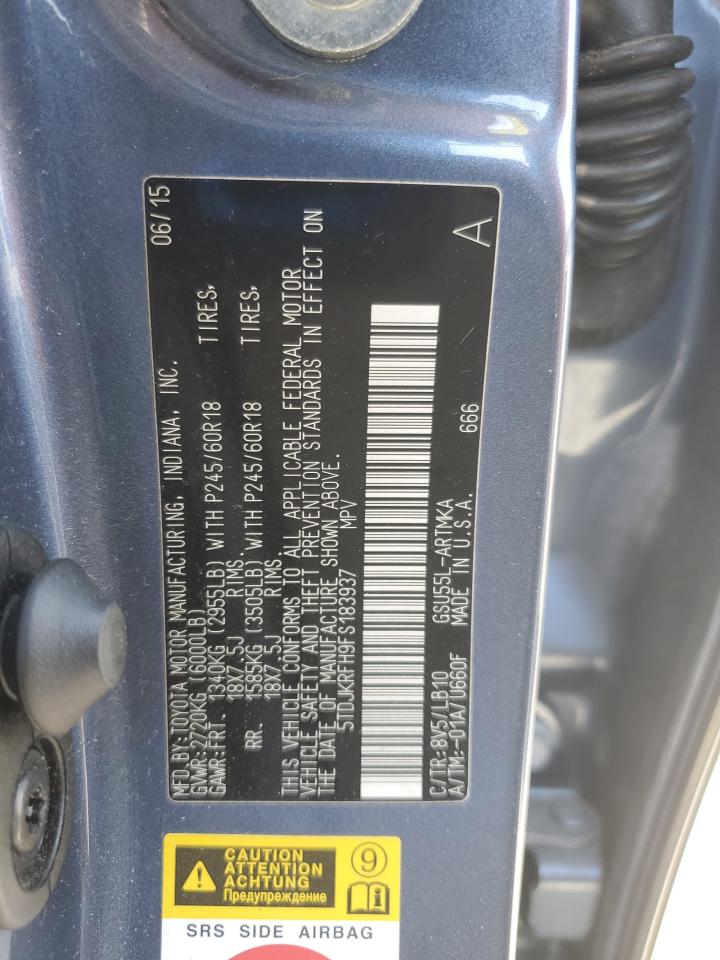 MFD.BY:TOYOTA MOTOR MANUFACTURING, INDIANA, INC. 06/15
GVWR:2720KG (6000LB)
GAWR:FRT. 1340KG (2955LB) WITH P245/60R18 TIRES,
18X7.5J RIMS
RR. 1585KG (3505LB) WITH P245/60R18 TIRES,
18X7.5J RIMS
THIS VEHICLE CONFORMS TO ALL APPLICABLE FEDERAL MOTOR
VEHICLE SAFETY AND THEFT PREVENTION STANDARDS IN EFFECT ON
THE DATE OF MANUFACTURE SHOWN ABOVE.
5TDJKRFH9FS183937 MPV
C/TR:8V5/LB10 GSU55L-ARTMKA 666
A/TM:-01A/U660F MADE IN U.S.A. A
CAUTION
ATTENTION
ACHTUNG
Предупреждение
9
SRS SIDE AIRBAG